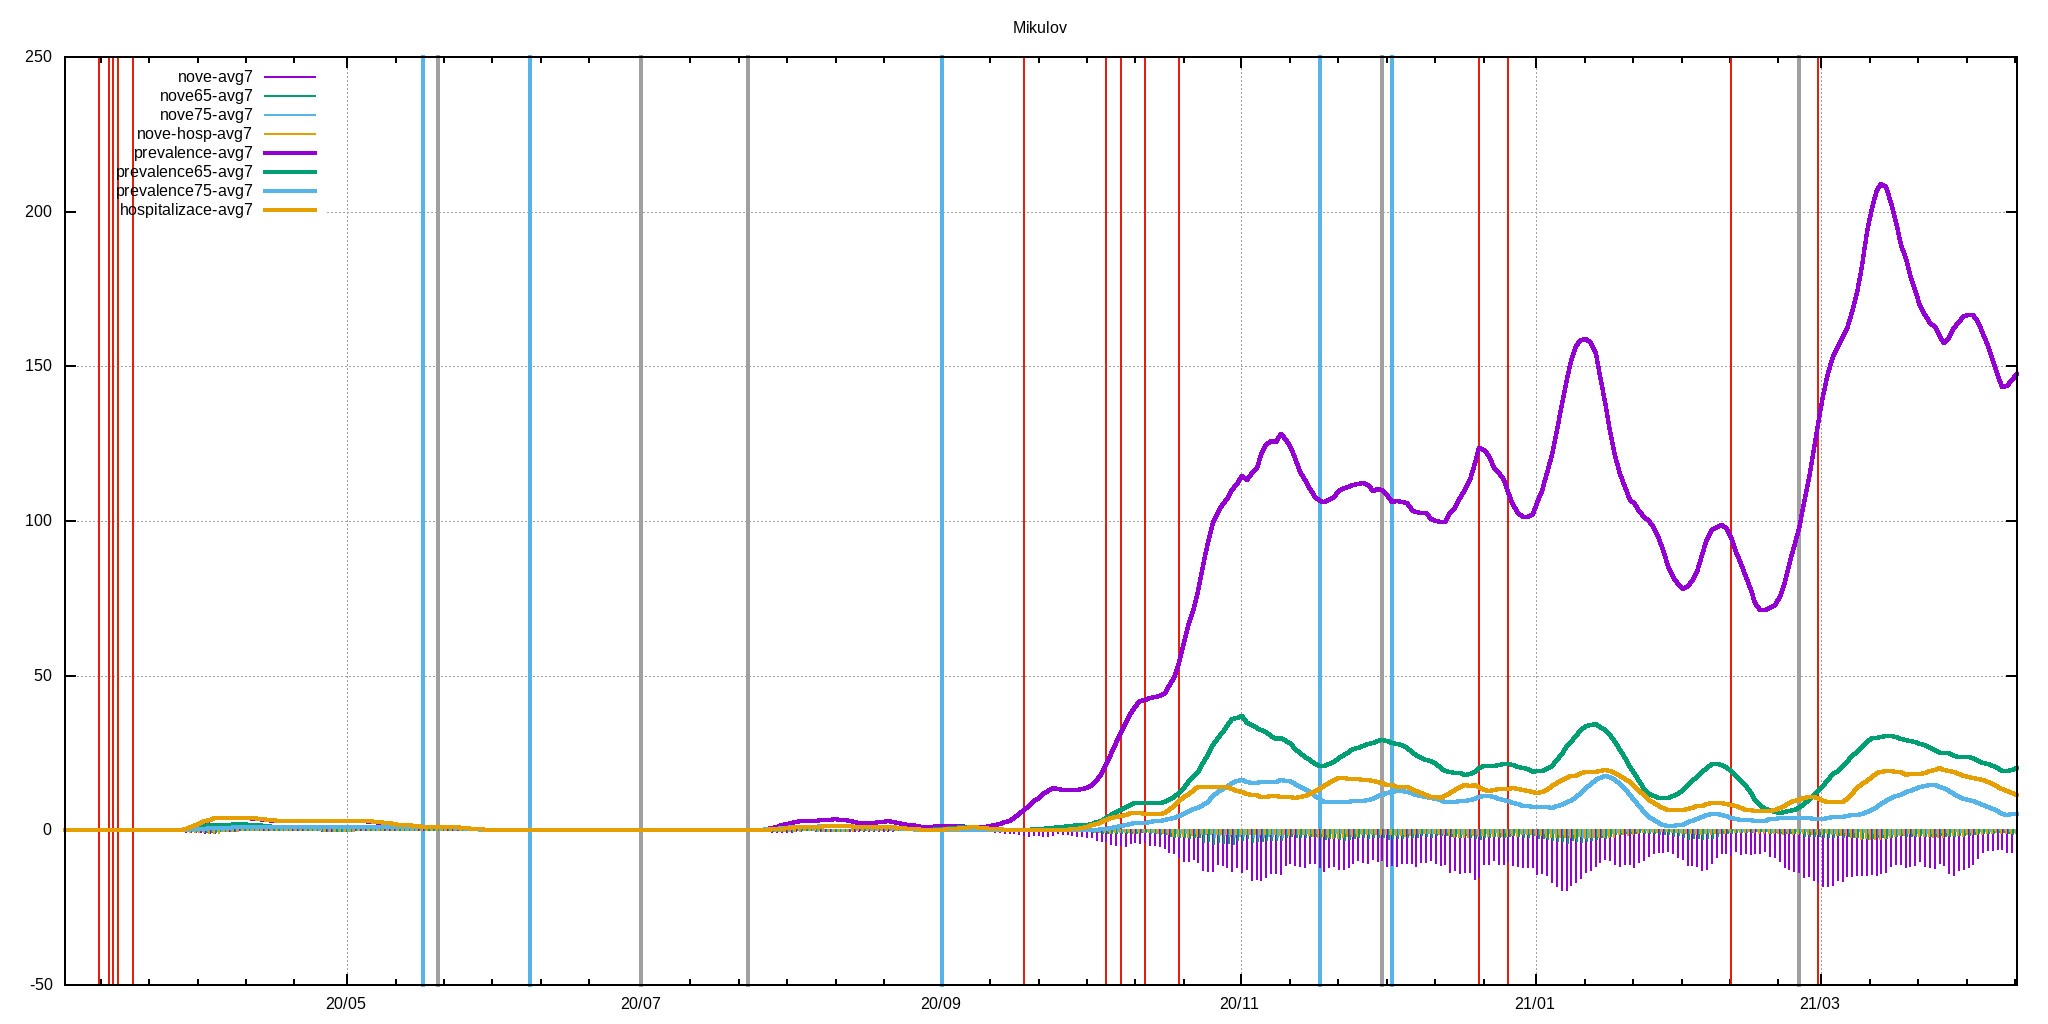 Mikulov
250
200
150
100
50
0
-50
nove-avg7
nove65-avg7
nove75-avg7
nove-hosp-avg7
prevalence-avg7
prevalence65-avg7
prevalence75-avg7
hospitalizace-avg7
20/05 20/07 20/09 20/11 21/01 21/03